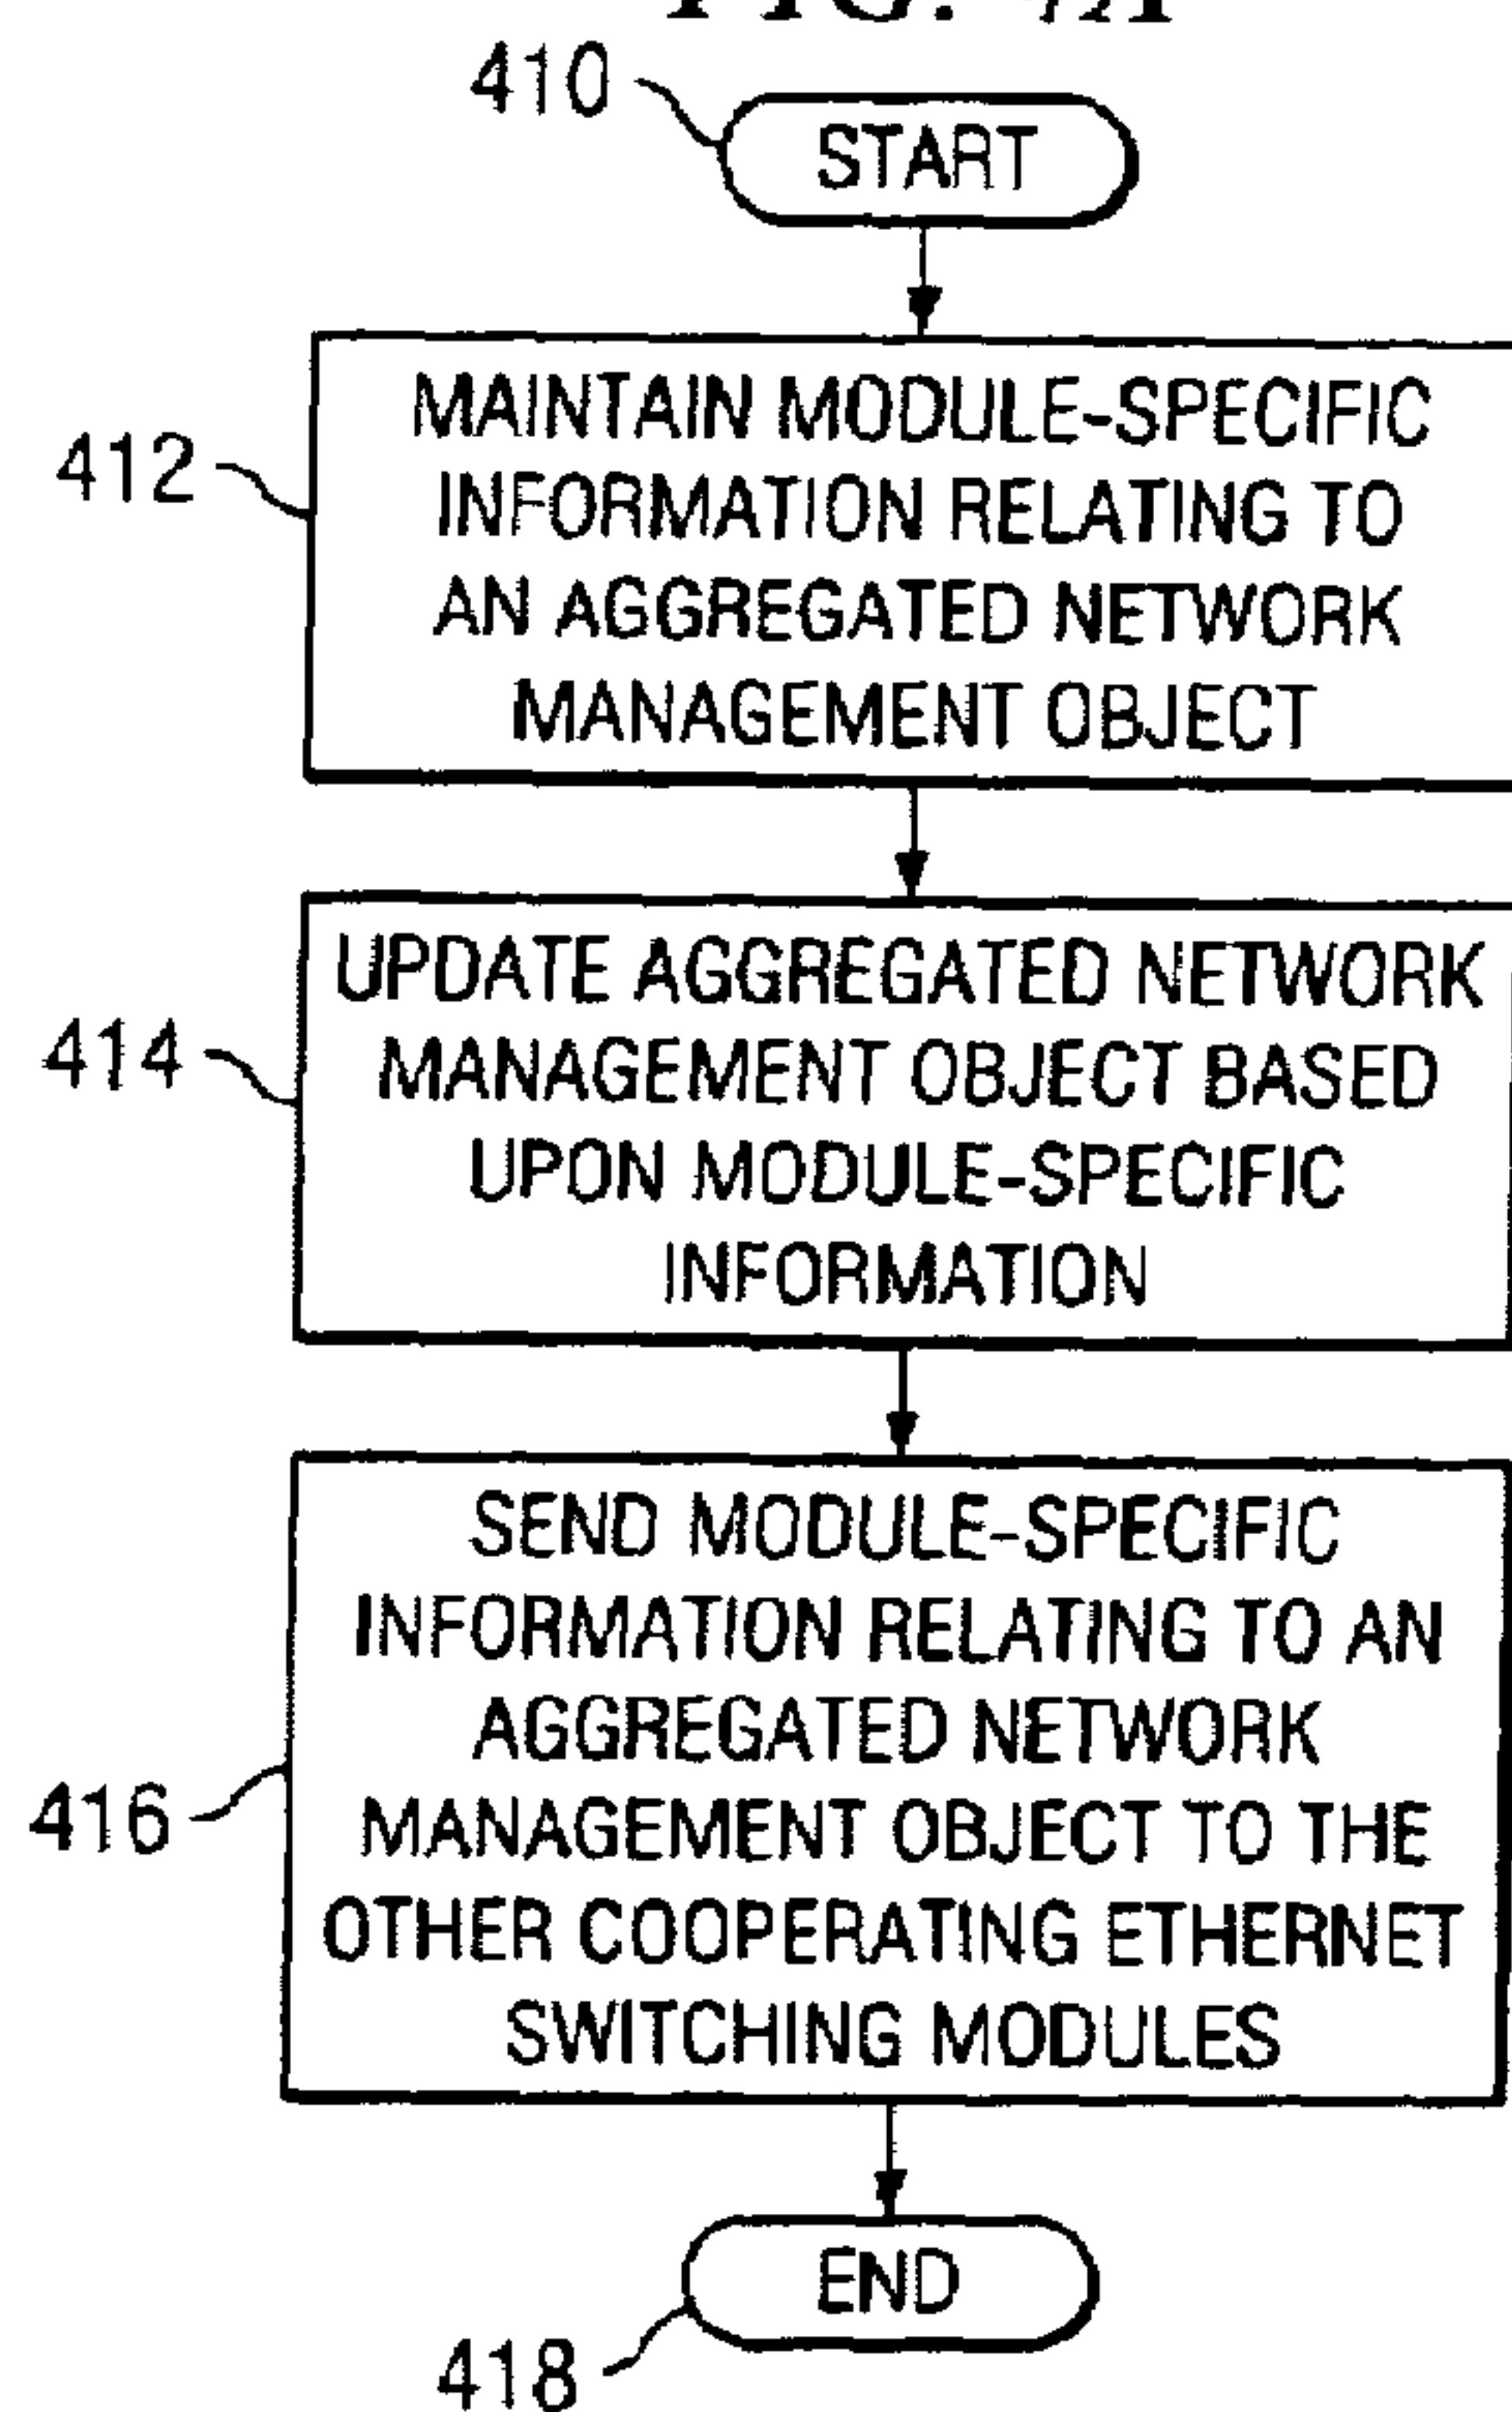 FIG. 4A
410
START
412
MAINTAIN MODULE-SPECIFIC
INFORMATION RELATING TO
AN AGGREGATED NETWORK
MANAGEMENT OBJECT
414
UPDATE AGGREGATED NETWORK
MANAGEMENT OBJECT BASED
UPON MODULE-SPECIFIC
INFORMATION
416
SEND MODULE-SPECIFIC
INFORMATION RELATING TO AN
AGGREGATED NETWORK
MANAGEMENT OBJECT TO THE
OTHER COOPERATING ETHERNET
SWITCHING MODULES
END
418